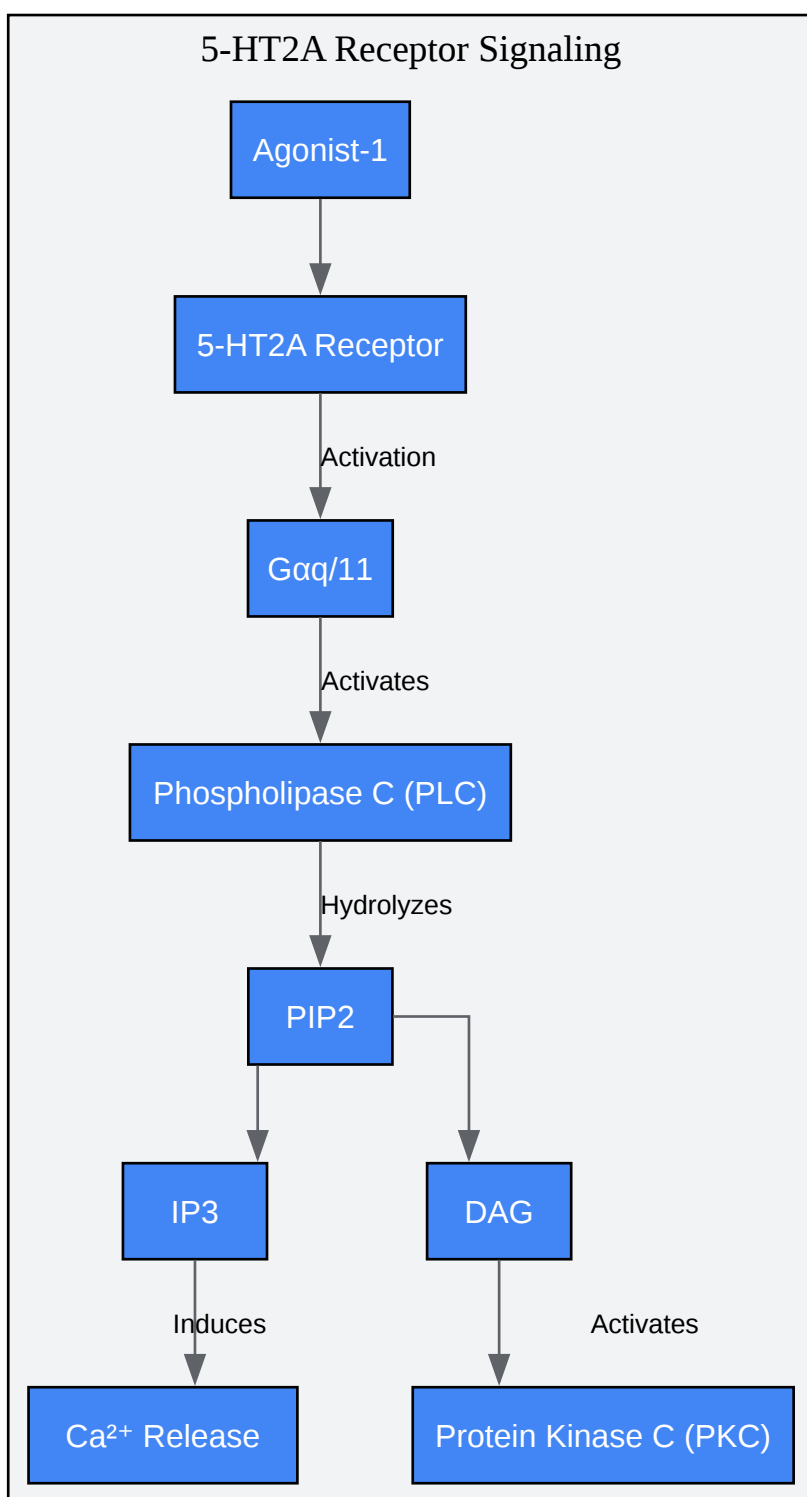 5-HT2A Receptor Signaling
Agonist-1
5-HT2A Receptor
Activation
Gαq/11
Activates
Phospholipase C (PLC)
Hydrolyzes
PIP2
IP3
DAG
Induces
Activates
Ca²⁺ Release
Protein Kinase C (PKC)